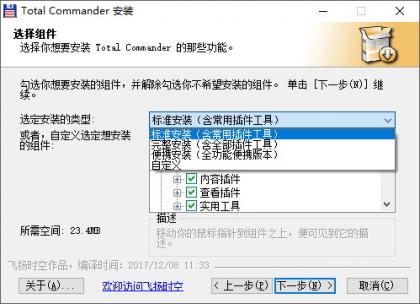 Total Commander 安装
选择组件
选择你想要安装 Total Commander 的那些功能。
勾选你想要安装的组件，并解除勾选你不希望安装的组件。 单击 [下一步(N)] 继
续。
选定安装的类型:
标准安装（含常用插件工具）
或者，自定义选定想安装
的组件:
标准安装（含常用插件工具）
完整安装（含全部插件工具）
便携安装（全功能便携版本）
自定义
内容插件
查看插件
实用工具
描述
所需空间: 23.4MB
移动你的鼠标指针到组件之上，便可见到它的描
述。
飞扬时空作品，编译时间: 2017/12/08 11:33
关于(A)...
欢迎访问飞扬时空
< 上一步(P)
下一步(N) >
取消(C)